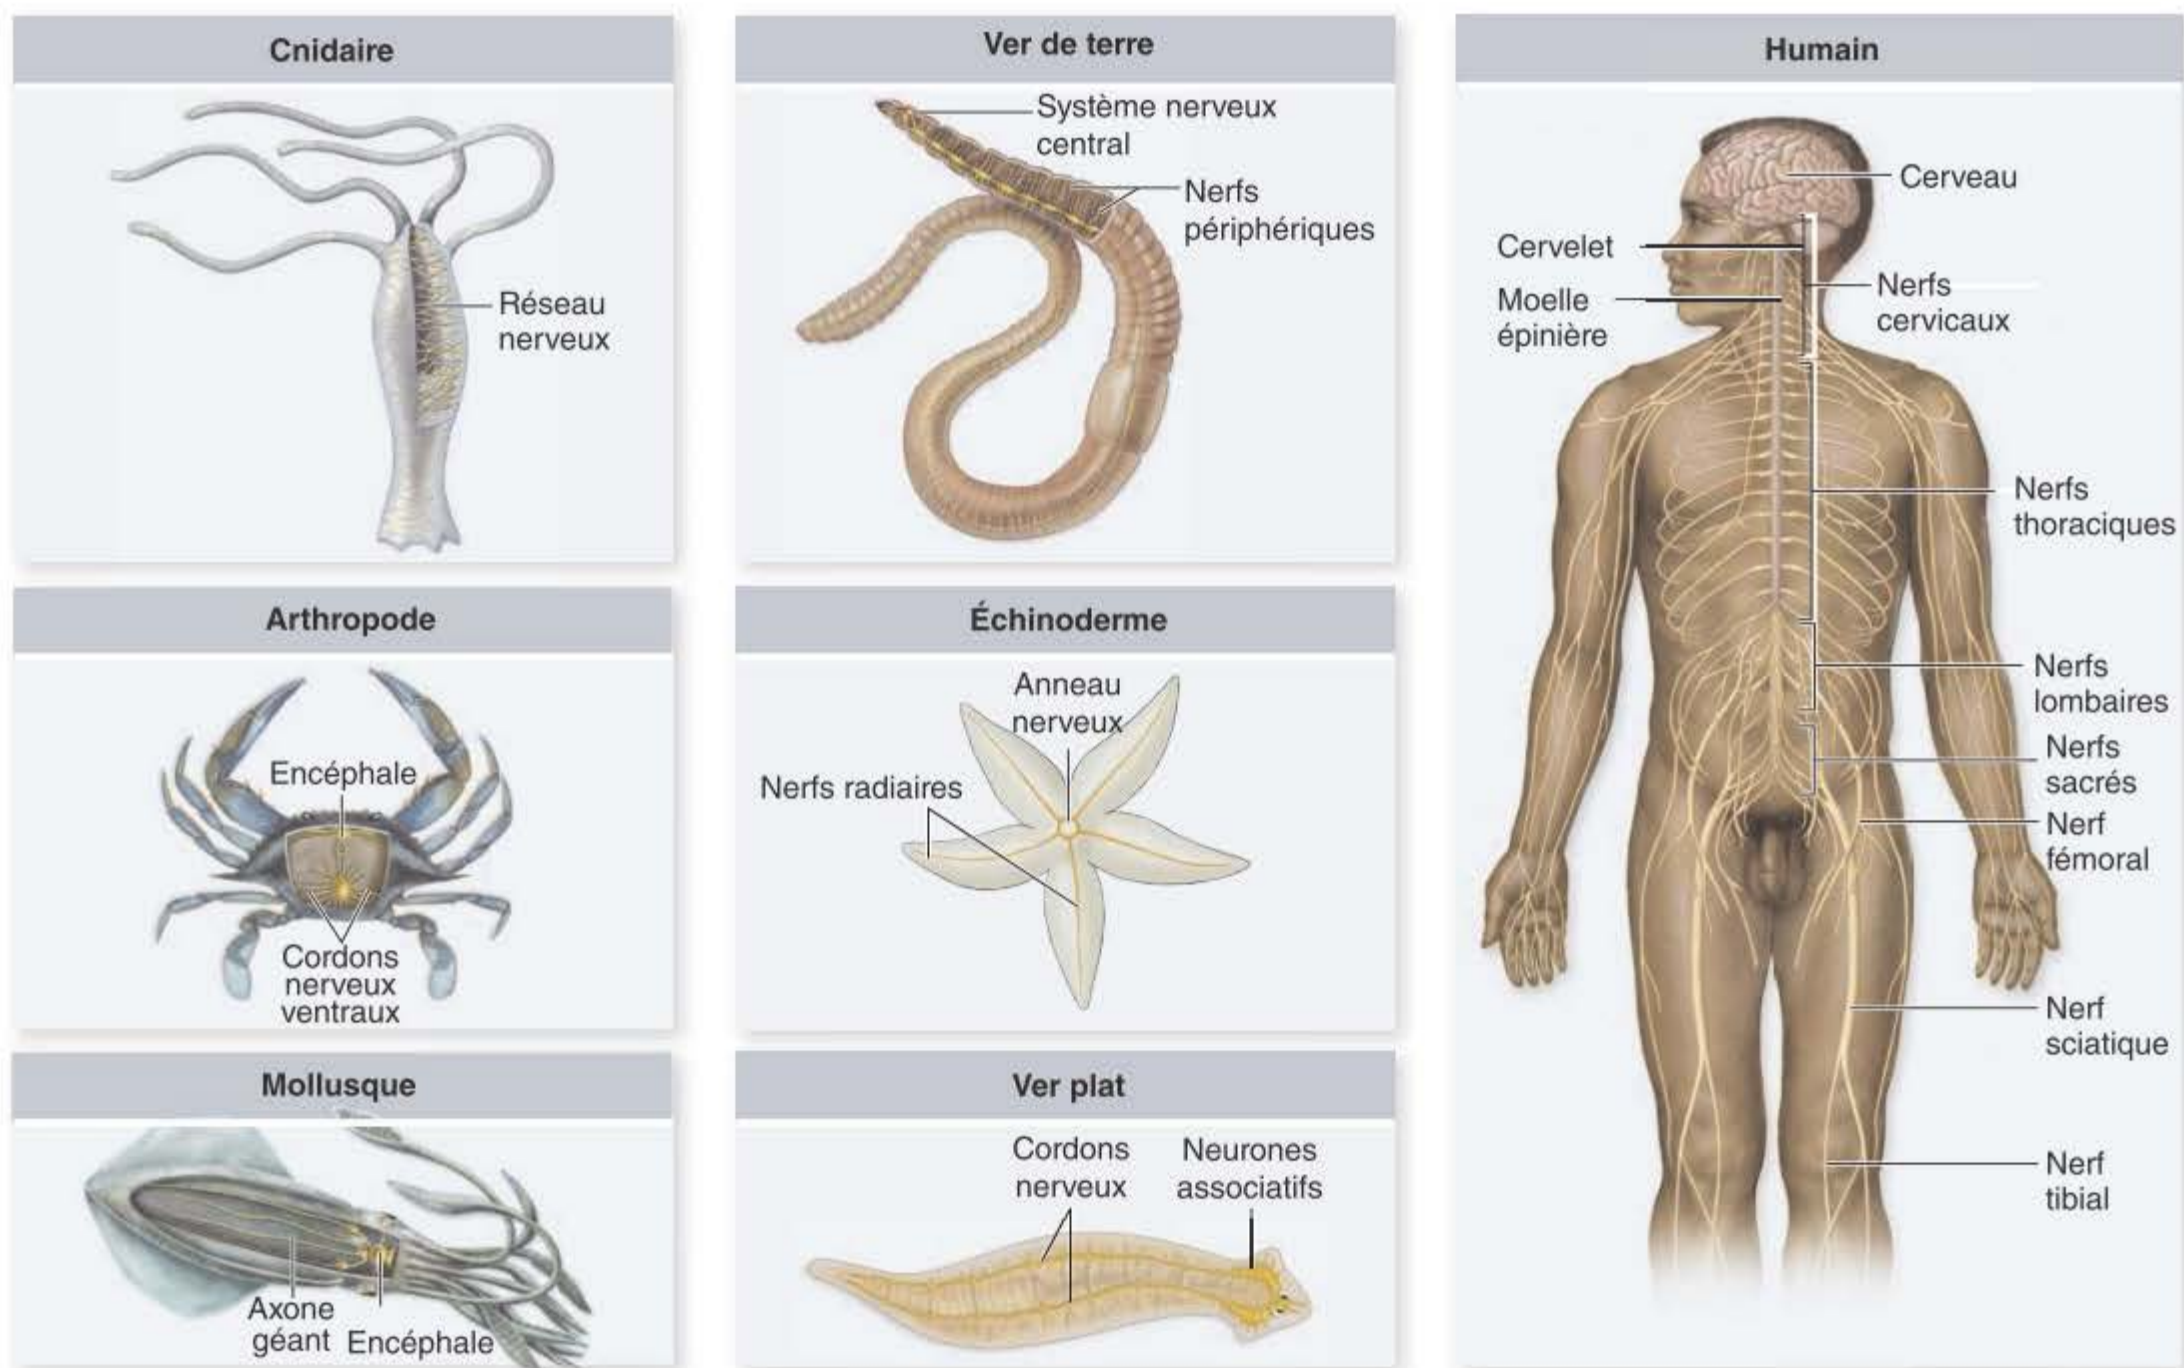 Cnidaire
Réseau
nerveux
Ver de terre
Système nerveux
central
Nerfs
périphériques
Humain
Cerveau
Cervelet
Nerfs
cervicaux
Moelle
épinière
Nerfs
thoraciques
Nerfs
lombaires
Nerfs
sacrés
Nerf
fémoral
Nerf
sciatique
Nerf
tibial
Arthropode
Encéphale
Cordons
nerveux
ventraux
Échinoderme
Anneau
nerveux
Nerfs radiaires
Mollusque
Axone
géant
Encéphale
Ver plat
Cordons
nerveux
Neurones
associatifs